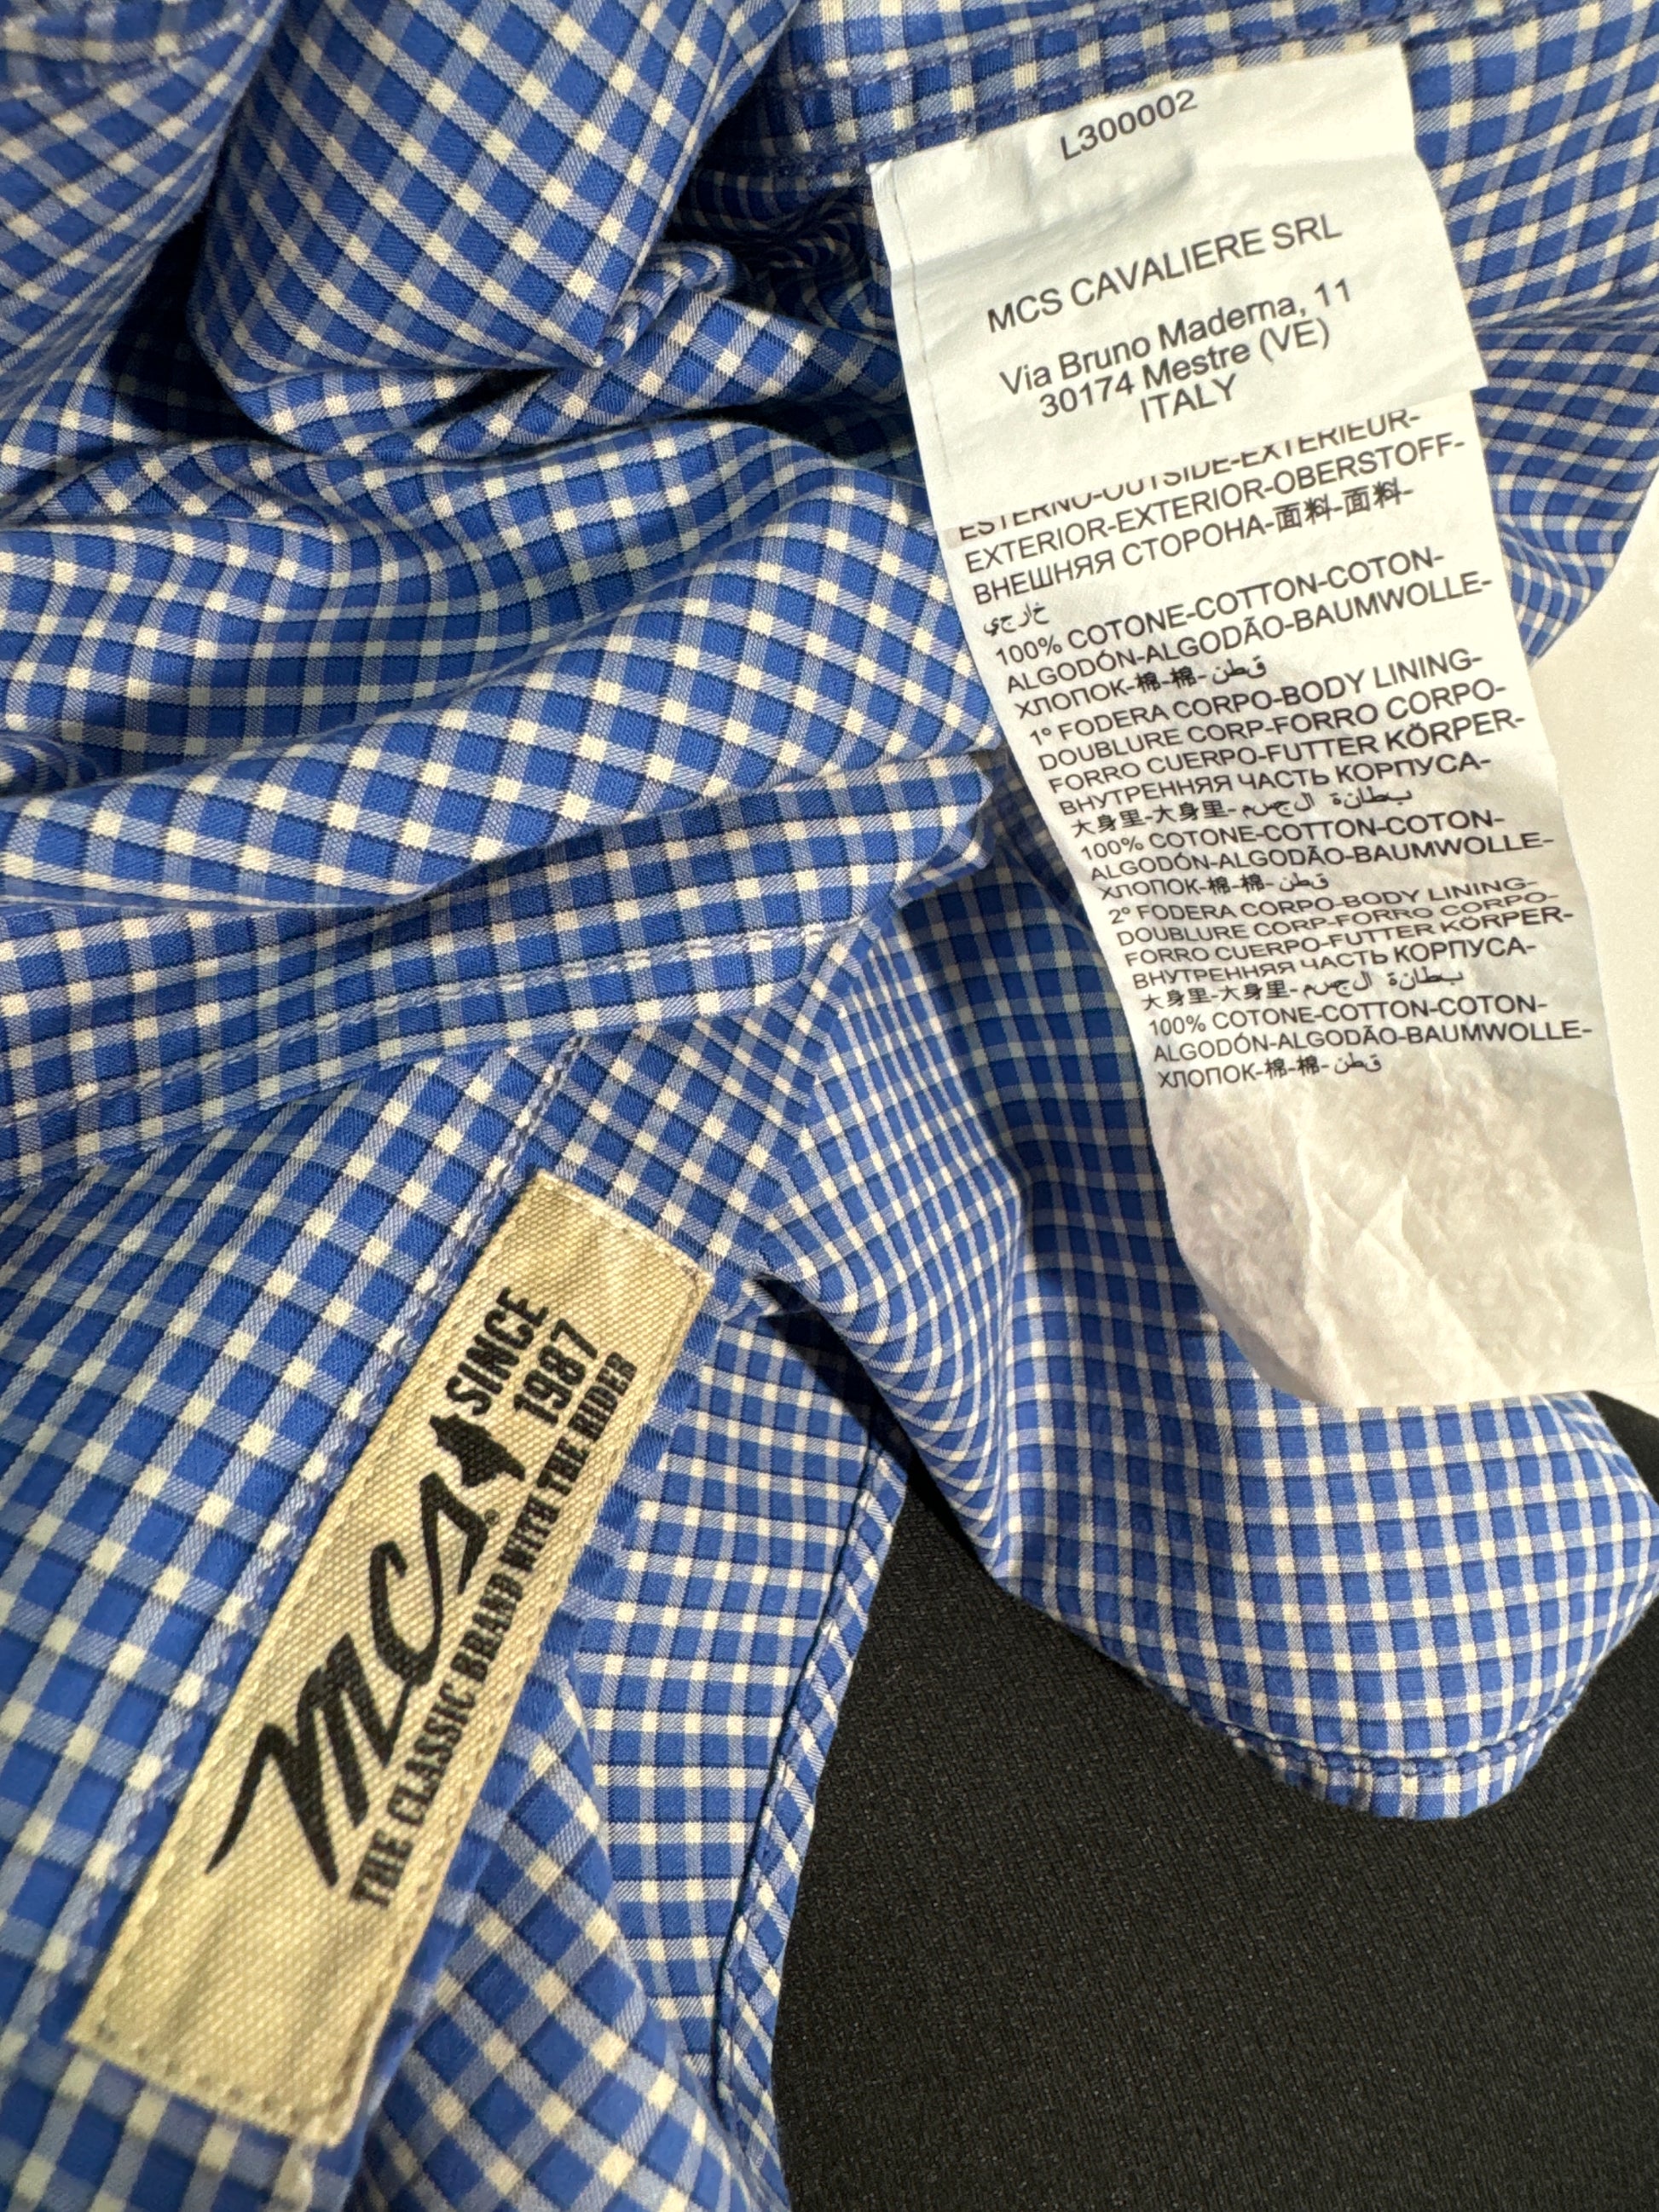 L300002
MCS CAVALIERE SRL
Via Bruno Maderna, 11
30174 Mestre (VE)
ITALY
ESTERNO-OUTSIDE-EXTERIEUR-
EXTERIOR-EXTERIOR-OBERSTOFF-
ВНЕШНЯЯ СТОРОНА-面料-面料-
خارجي
100% COTONE-COTTON-COTON-
ALGODÓN-ALGODÃO-BAUMWOLLE-
ХЛОПОК-棉-棉- قطن
1° FODERA CORPO-BODY LINING-
DOUBLURE CORP-FORRO CORPO-
FORRO CUERPO-FUTTER KÖRPER-
ВНУТРЕННЯЯ ЧАСТЬ КОРПУСА-
大身里-大身里- بطانة الجسم
100% COTONE-COTTON-COTON-
ALGODÓN-ALGODÃO-BAUMWOLLE-
ХЛОПОК-棉-棉- قطن
2° FODERA CORPO-BODY LINING-
DOUBLURE CORP-FORRO CORPO-
FORRO CUERPO-FUTTER KÖRPER-
ВНУТРЕННЯЯ ЧАСТЬ КОРПУСА-
大身里-大身里- بطانة الجسم
100% COTONE-COTTON-COTON-
ALGODÓN-ALGODÃO-BAUMWOLLE-
ХЛОПОК-棉-棉- قطن
MCS®
SINCE
1987
THE CLASSIC BRAND WITH THE RIDER